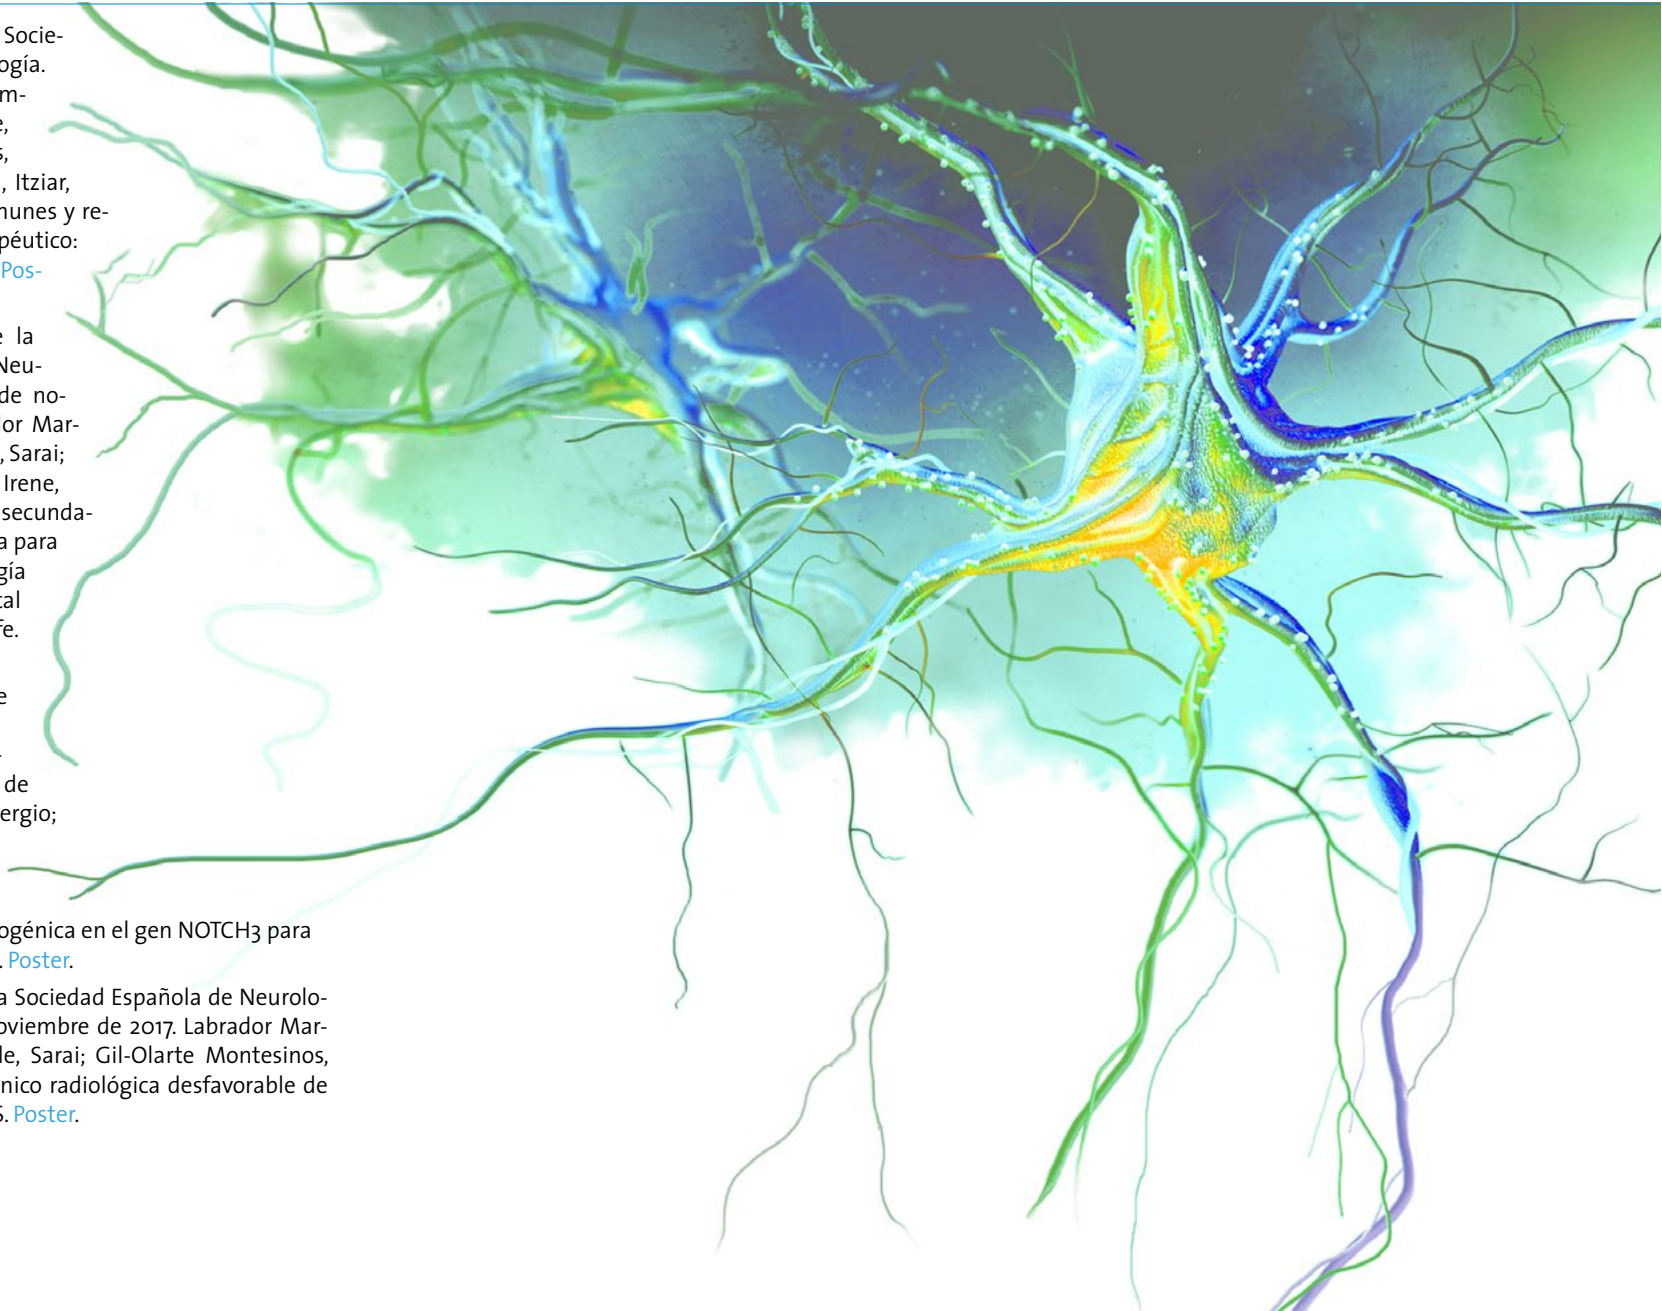 Socie-
ogía.
m-
e,
s,
, Itziar,
nunes y re-
péutico:
Pos-
e la
Neu-
de no-
lor Mar-
, Sarai;
Irene,
secunda-
a para
gía
tal
fe.
e
de
ergio;
ogénica en el gen NOTCH3 para
. Poster.
a Sociedad Española de Neurolo-
oviembre de 2017. Labrador Mar-
de, Sarai; Gil-Olarte Montesinos,
nico radiológica desfavorable de
S. Poster.